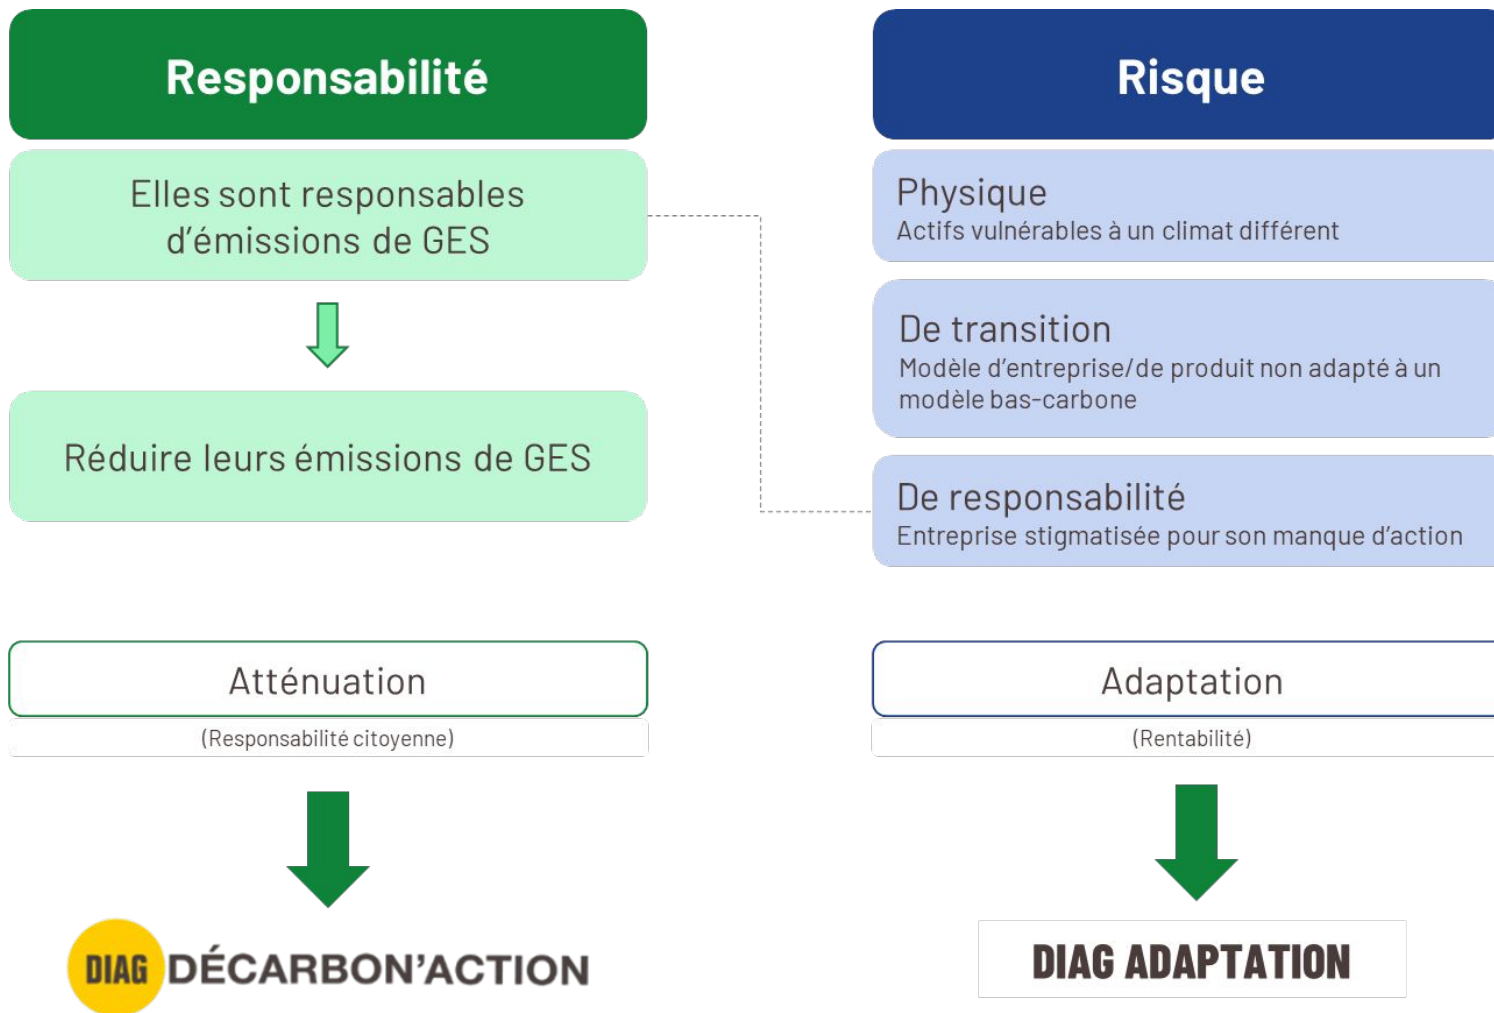 Responsabilité
Elles sont responsables
d'émissions de GES
Réduire leurs émissions de GES
Atténuation
(Responsabilité citoyenne)
DIAG DÉCARBON'ACTION
Risque
Physique
Actifs vulnérables à un climat différent
De transition
Modèle d'entreprise/de produit non adapté à un
modèle bas-carbone
De responsabilité
Entreprise stigmatisée pour son manque d'action
Adaptation
(Rentabilité)
DIAG ADAPTATION